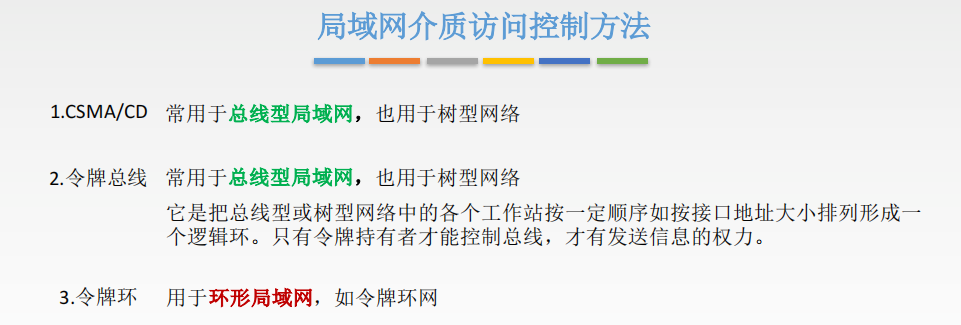 局域网介质访问控制方法
1.CSMA/CD 常用于总线型局域网，也用于树型网络
2.令牌总线 常用于总线型局域网，也用于树型网络
它是把总线型或树型网络中的各个工作站按一定顺序如按接口地址大小排列形成一
个逻辑环。只有令牌持有者才能控制总线，才有发送信息的权力。
3.令牌环 用于环形局域网，如令牌环网